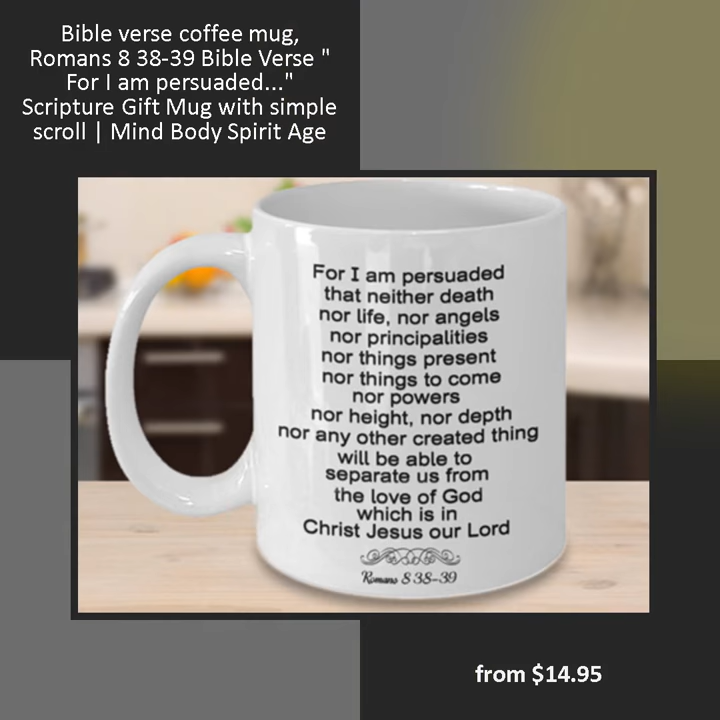 Bible verse coffee mug,
Romans 8 38-39 Bible Verse "
For I am persuaded..."
Scripture Gift Mug with simple
scroll | Mind Body Spirit Age
For I am persuaded
that neither death
nor life, nor angels
nor principalities
nor things present
nor things to come
nor powers
nor height, nor depth
nor any other created thing
will be able to
separate us from
the love of God
which is in
Christ Jesus our Lord
Romans 8 38-39
from $14.95